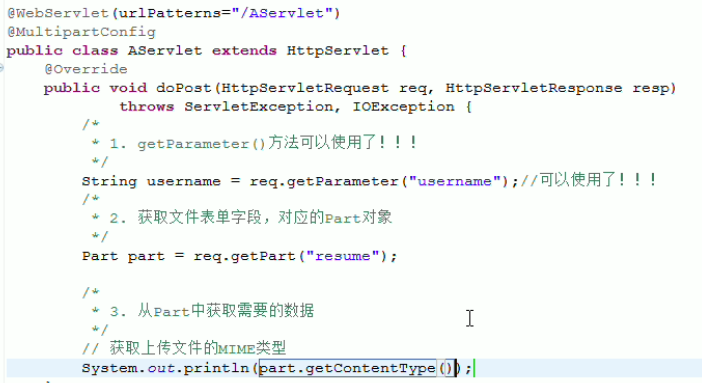 @WebServlet(urlPatterns="/AServlet")
@MultipartConfig
public class AServlet extends HttpServlet {
@Override
public void doPost(HttpServletRequest req, HttpServletResponse resp)
throws ServletException, IOException {
/*
* 1. getParameter()方法可以使用了！！！
*/
String username = req.getParameter("username");//可以使用了！！！
/*
* 2. 获取文件表单字段，对应的Part对象
*/
Part part = req.getPart("resume");
/*
* 3. 从Part中获取需要的数据
*/
// 获取上传文件的MIME类型
System.out.println(part.getContentType());